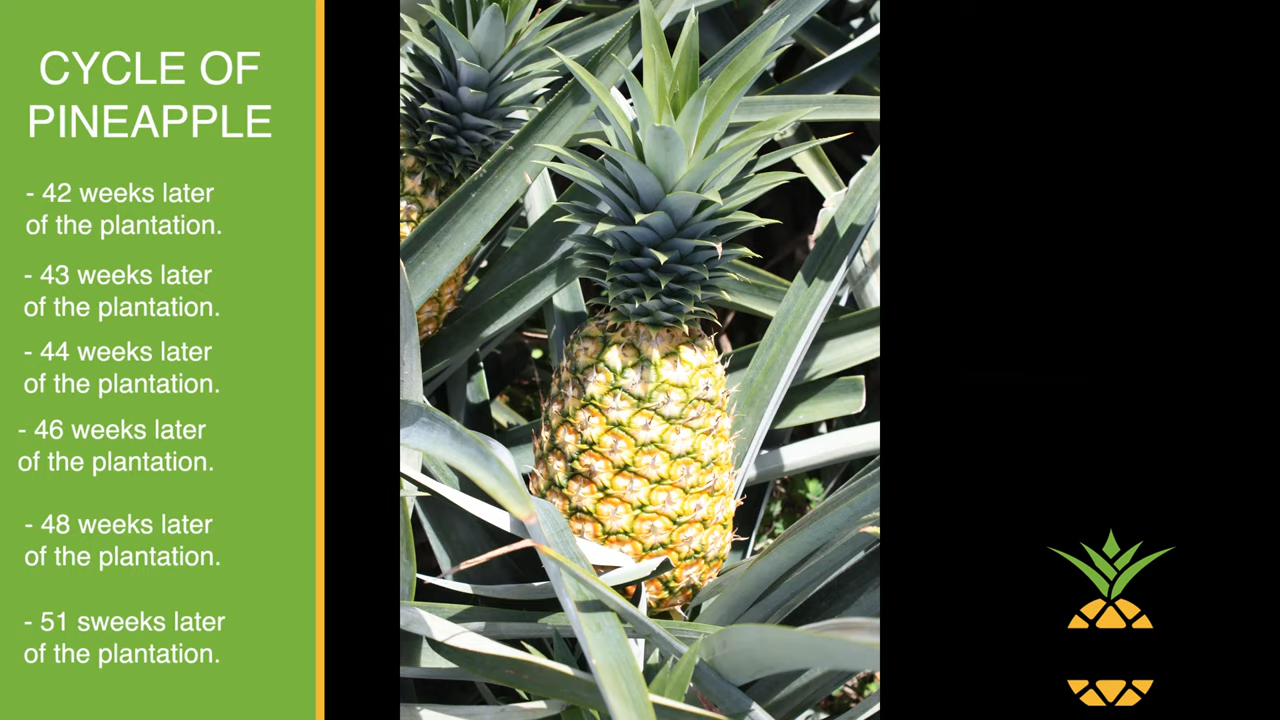 CYCLE OF
PINEAPPLE
- 42 weeks later
of the plantation.
- 43 weeks later
of the plantation.
- 44 weeks later
of the plantation.
- 46 weeks later
of the plantation.
- 48 weeks later
of the plantation.
- 51 sweeks later
of the plantation.